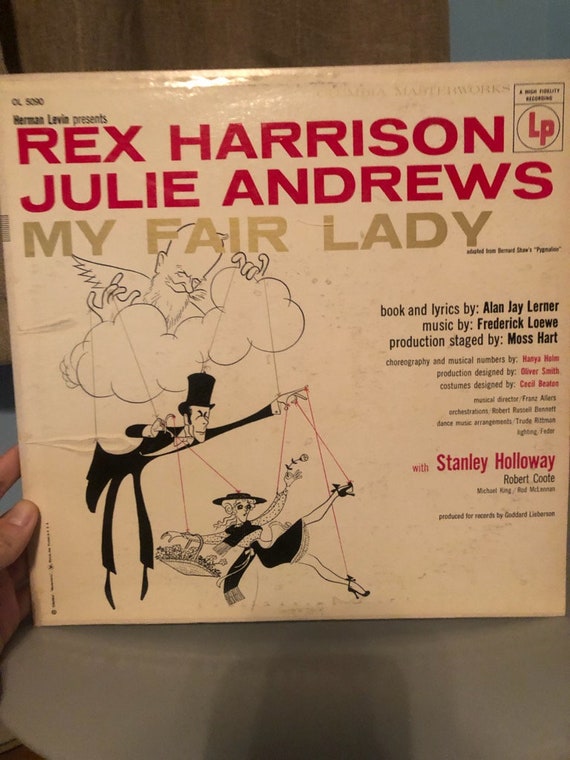 OL 5090
COLUMBIA MASTERWORKS
A HIGH FIDELITY
RECORDING
Lp
Herman Levin presents
REX HARRISON
JULIE ANDREWS
MY FAIR LADY
adapted from Bernard Shaw's "Pygmalion"
book and lyrics by: Alan Jay Lerner
music by: Frederick Loewe
production staged by: Moss Hart
choreography and musical numbers by: Hanya Holm
production designed by: Oliver Smith
costumes designed by: Cecil Beaton
musical director/Franz Allers
orchestrations/Robert Russell Bennett
dance music arrangements/Trude Rittman
lighting/Feder
with Stanley Holloway
Robert Coote
Michael King/Rod McLennan
produced for records by Goddard Lieberson